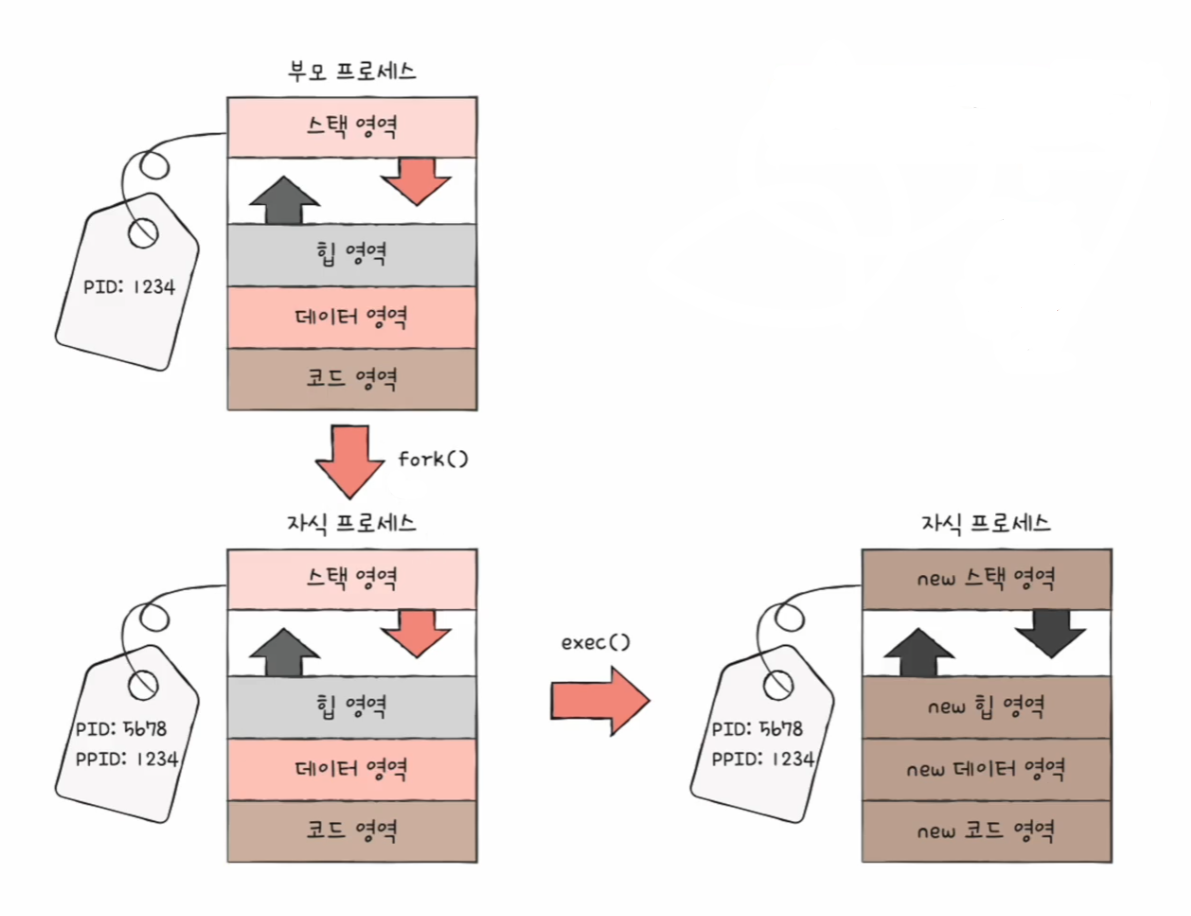 부모 프로세스
스택 영역
힙 영역
PID: 1234
데이터 영역
코드 영역
fork()
자식 프로세스
스택 영역
힙 영역
PID: 5678
PPID: 1234
데이터 영역
코드 영역
exec()
자식 프로세스
new 스택 영역
new 힙 영역
PID: 5678
PPID: 1234
new 데이터 영역
new 코드 영역